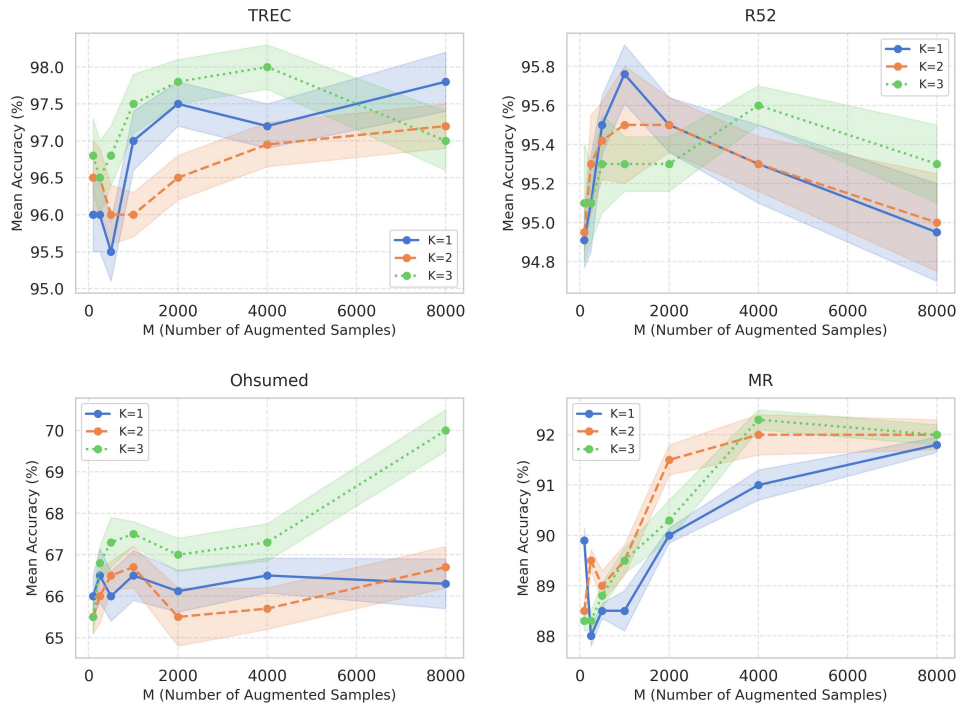 TREC
Mean Accuracy (%)
98.0
97.5
97.0
96.5
96.0
95.5
95.0
0 2000 4000 6000 8000
M (Number of Augmented Samples)
K=1
K=2
K=3
R52
Mean Accuracy (%)
95.8
95.6
95.4
95.2
95.0
94.8
0 2000 4000 6000 8000
M (Number of Augmented Samples)
K=1
K=2
K=3
Ohsumed
Mean Accuracy (%)
70
69
68
67
66
65
0 2000 4000 6000 8000
M (Number of Augmented Samples)
K=1
K=2
K=3
MR
Mean Accuracy (%)
92
91
90
89
88
0 2000 4000 6000 8000
M (Number of Augmented Samples)
K=1
K=2
K=3